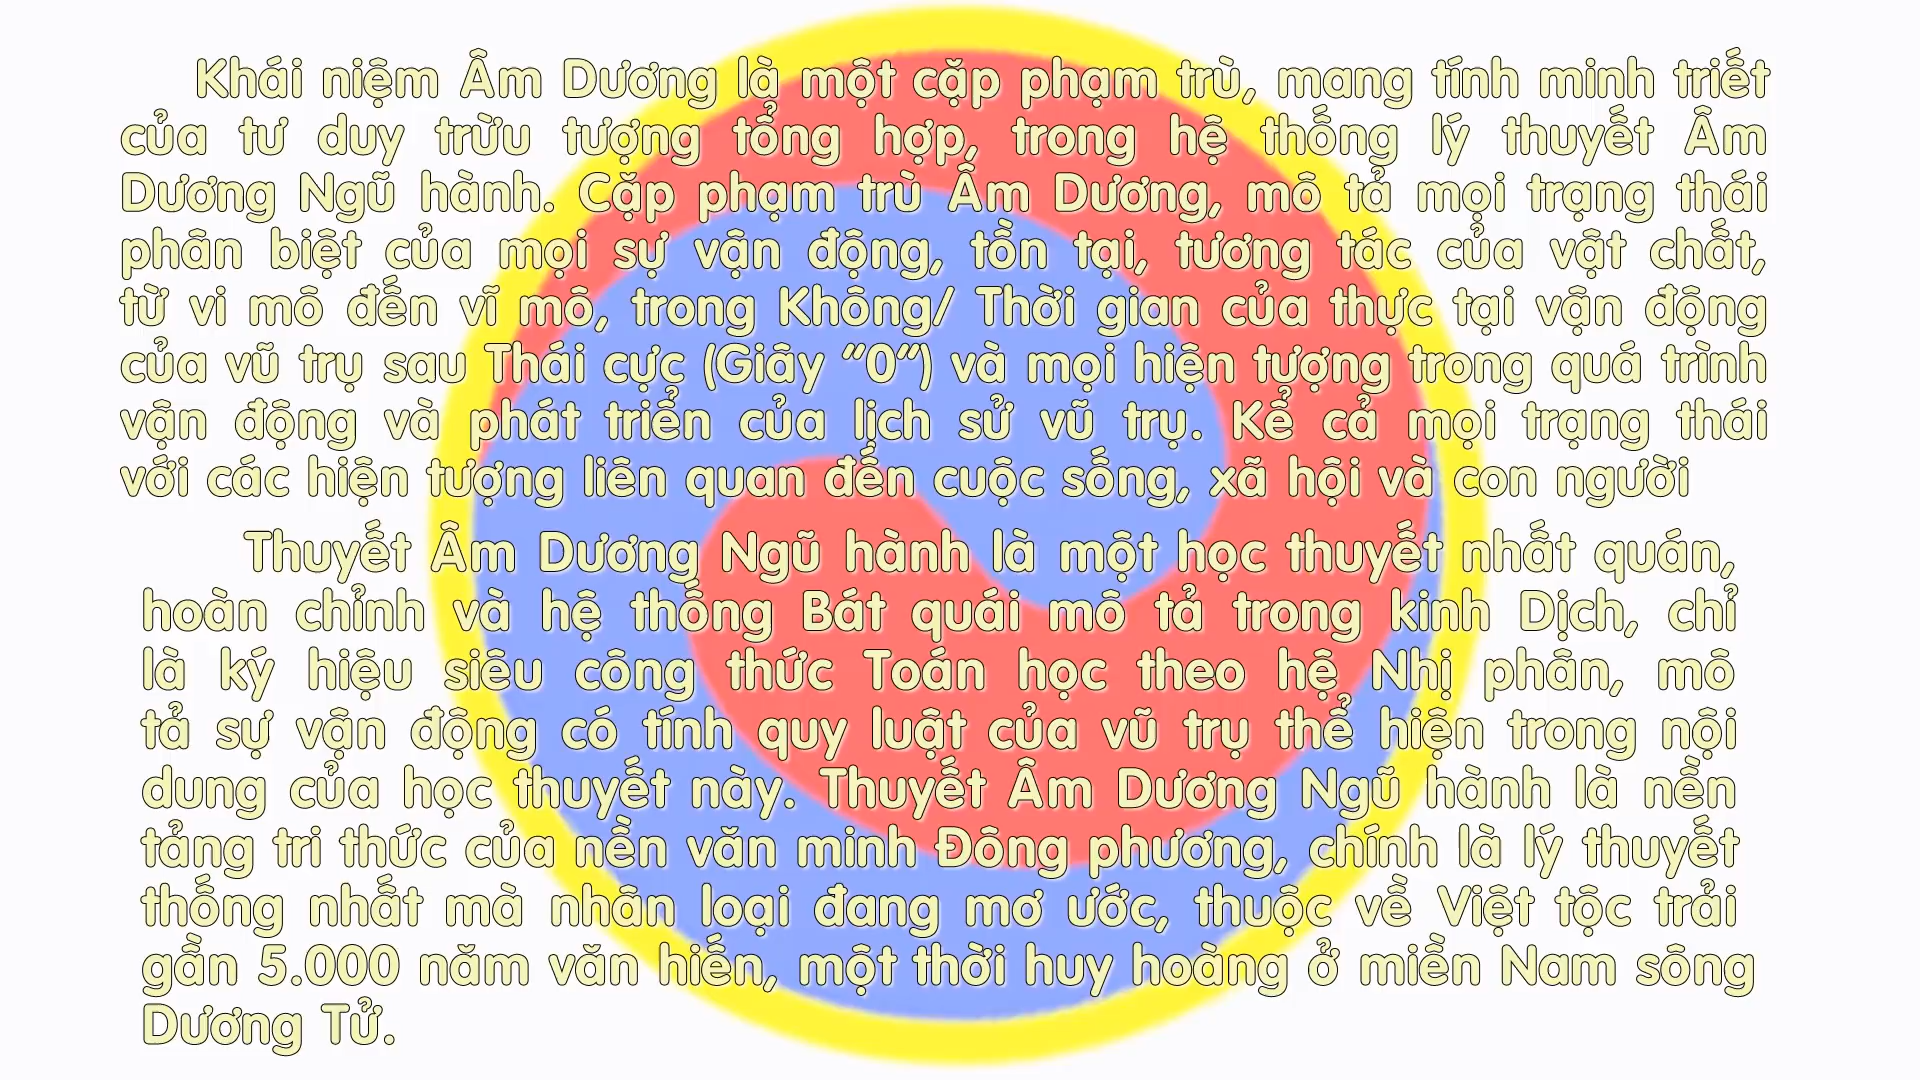 Khái niệm Âm Dương là một cặp phạm trù, mang tính minh triết
của tư duy trừu tượng tổng hợp, trong hệ thống lý thuyết Âm
Dương Ngũ hành. Cặp phạm trù Âm Dương, mô tả mọi trạng thái
phân biệt của mọi sự vận động, tồn tại, tương tác của vật chất,
từ vi mô đến vĩ mô, trong Không/ Thời gian của thực tại vận động
của vũ trụ sau Thái cực (Giây “0”) và mọi hiện tượng trong quá trình
vận động và phát triển của lịch sử vũ trụ. Kể cả mọi trạng thái
với các hiện tượng liên quan đến cuộc sống, xã hội và con người
Thuyết Âm Dương Ngũ hành là một học thuyết nhất quán,
hoàn chỉnh và hệ thống Bát quái mô tả trong kinh Dịch, chỉ
là ký hiệu siêu công thức Toán học theo hệ Nhị phân, mô
tả sự vận động có tính quy luật của vũ trụ thể hiện trong nội
dung của học thuyết này. Thuyết Âm Dương Ngũ hành là nền
tảng tri thức của nền văn minh Đông phương, chính là lý thuyết
thống nhất mà nhân loại đang mơ ước, thuộc về Việt tộc trải
gần 5.000 năm văn hiến, một thời huy hoàng ở miền Nam sông
Dương Tử.